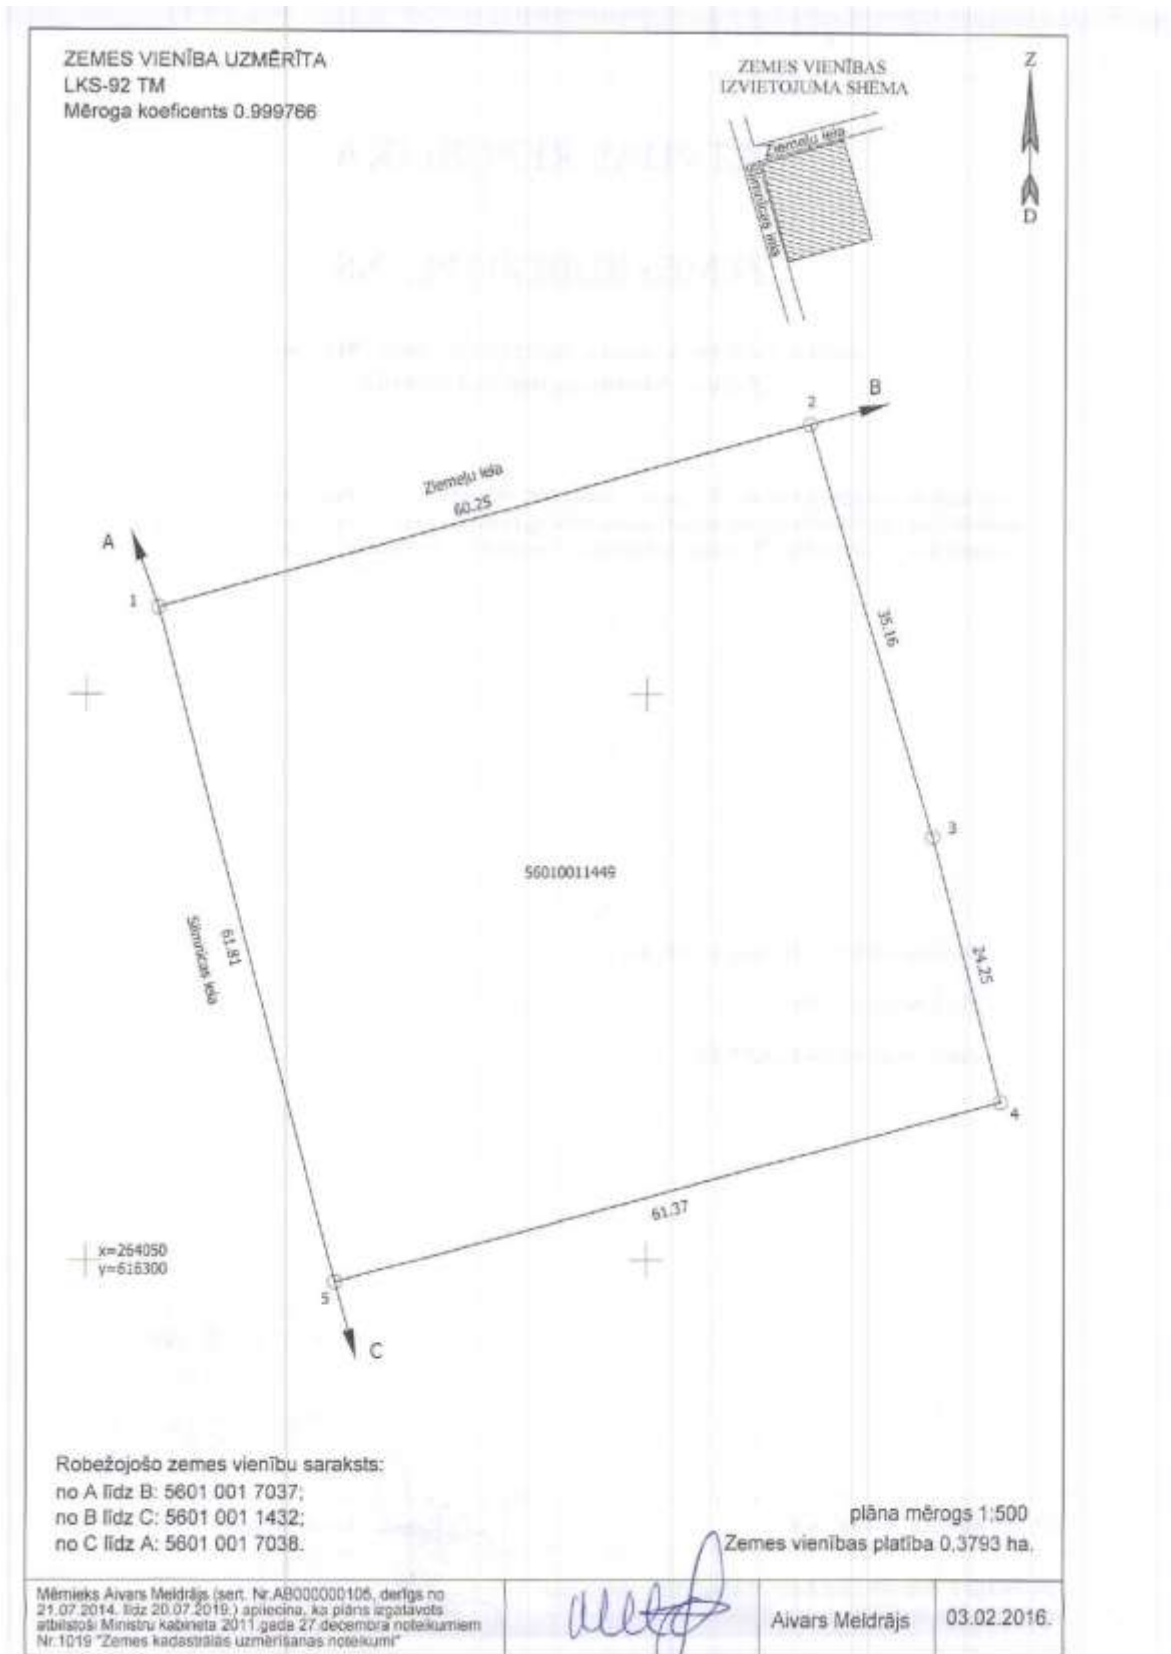 ZEMES VIENĪBA UZMĒRĪTA
LKS-92 TM
Mēroga koeficents 0.999766
ZEMES VIENĪBAS
IZVIETOJUMA SHĒMA
Ziemeļu iela
Slimnīcas iela
Z
D
B
2
Ziemeļu iela
60.25
A
1
35.16
3
56010011449
Slimnīcas iela
61.81
24.25
4
61.37
x=264050
y=616300
5
C
Robežojošo zemes vienību saraksts:
no A līdz B: 5601 001 7037;
no B līdz C: 5601 001 1432;
no C līdz A: 5601 001 7038.
plāna mērogs 1:500
Zemes vienības platība 0,3793 ha.
Mērnieks Aivars Meldrājs (sert. Nr.AB000000105, derīgs no
21.07.2014. līdz 20.07.2019.) apliecina, ka plāns izgatavots
atbilstoši Ministru kabineta 2011.gada 27.decembra noteikumiem
Nr.1019 "Zemes kadastrālās uzmērīšanas noteikumi"
Aivars Meldrājs
03.02.2016.